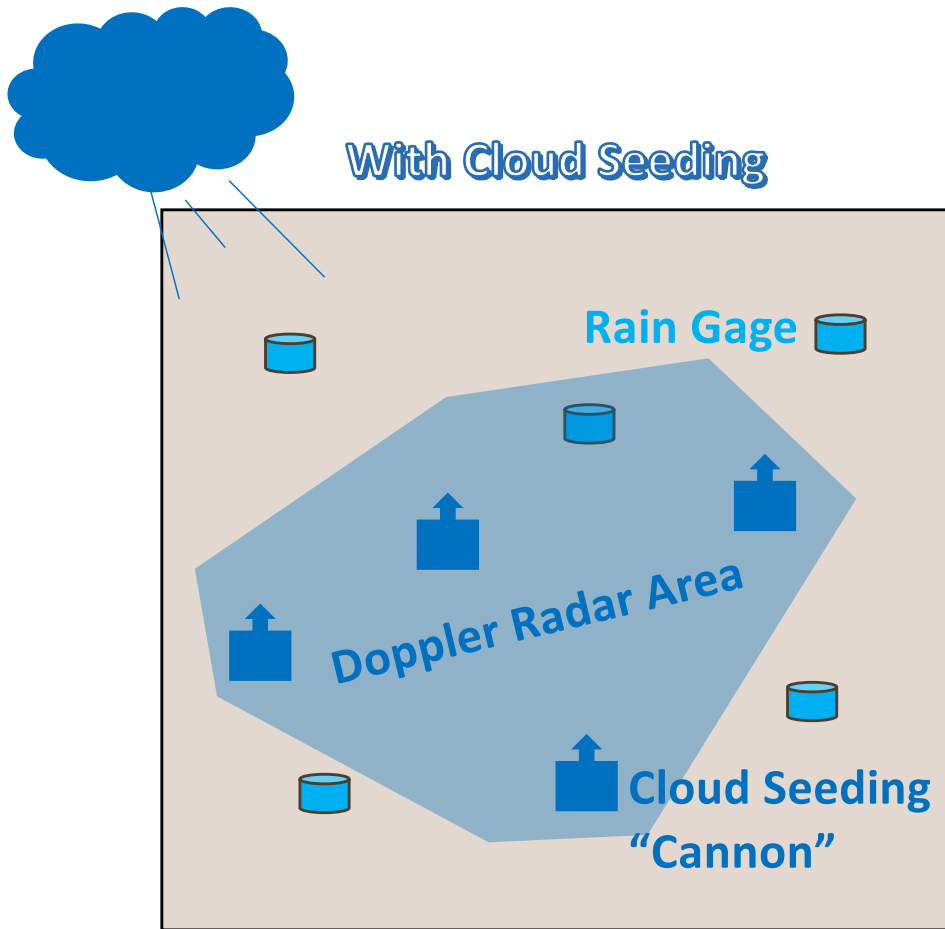 With Cloud Seeding
Rain Gage
Doppler Radar Area
Cloud Seeding
“Cannon”